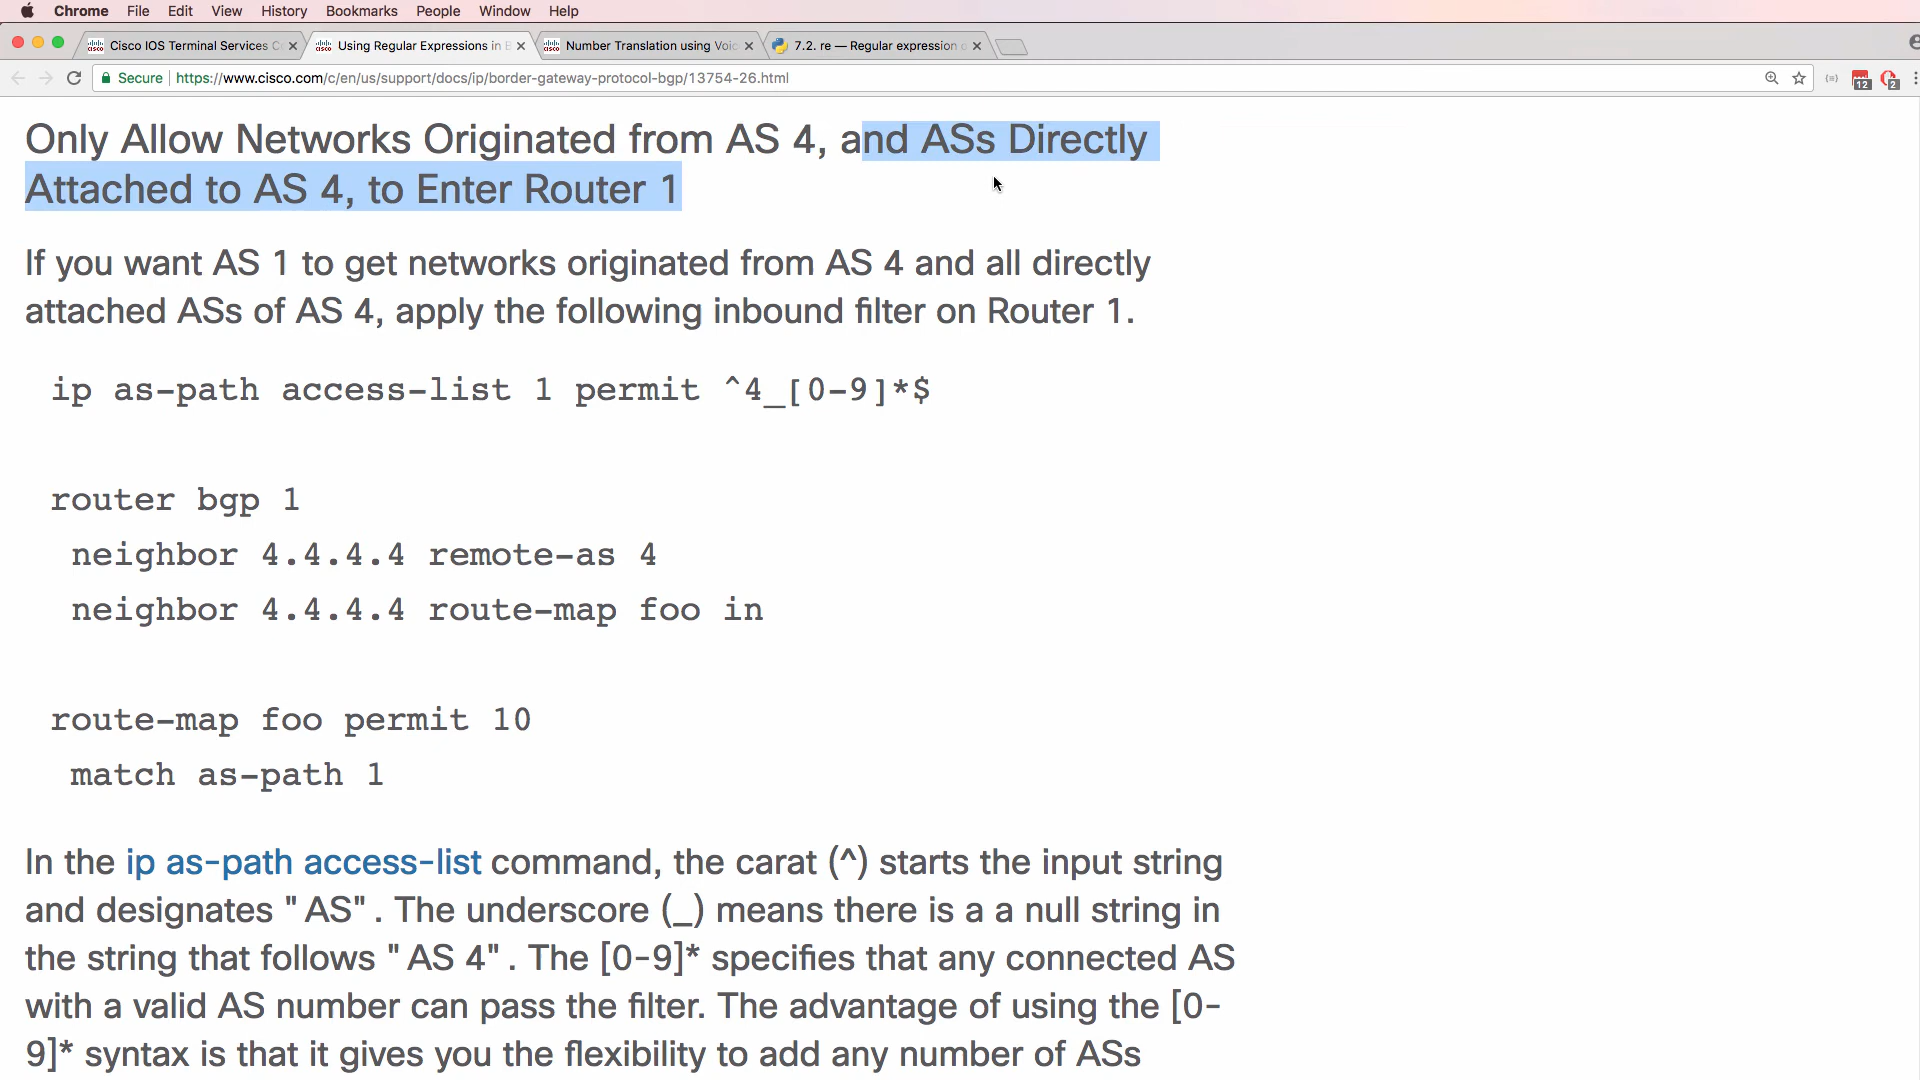 Chrome File Edit View History Bookmarks People Window Help
Cisco IOS Terminal Services C
Using Regular Expressions in B
Number Translation using Voic
7.2. re — Regular expression o
Secure https://www.cisco.com/c/en/us/support/docs/ip/border-gateway-protocol-bgp/13754-26.html
12
2
Only Allow Networks Originated from AS 4, and ASs Directly
Attached to AS 4, to Enter Router 1
If you want AS 1 to get networks originated from AS 4 and all directly
attached ASs of AS 4, apply the following inbound filter on Router 1.
ip as-path access-list 1 permit ^4_[0-9]*$
router bgp 1
neighbor 4.4.4.4 remote-as 4
neighbor 4.4.4.4 route-map foo in
route-map foo permit 10
match as-path 1
In the ip as-path access-list command, the carat (^) starts the input string
and designates "AS". The underscore (_) means there is a a null string in
the string that follows "AS 4". The [0-9]* specifies that any connected AS
with a valid AS number can pass the filter. The advantage of using the [0-
9]* syntax is that it gives you the flexibility to add any number of ASs